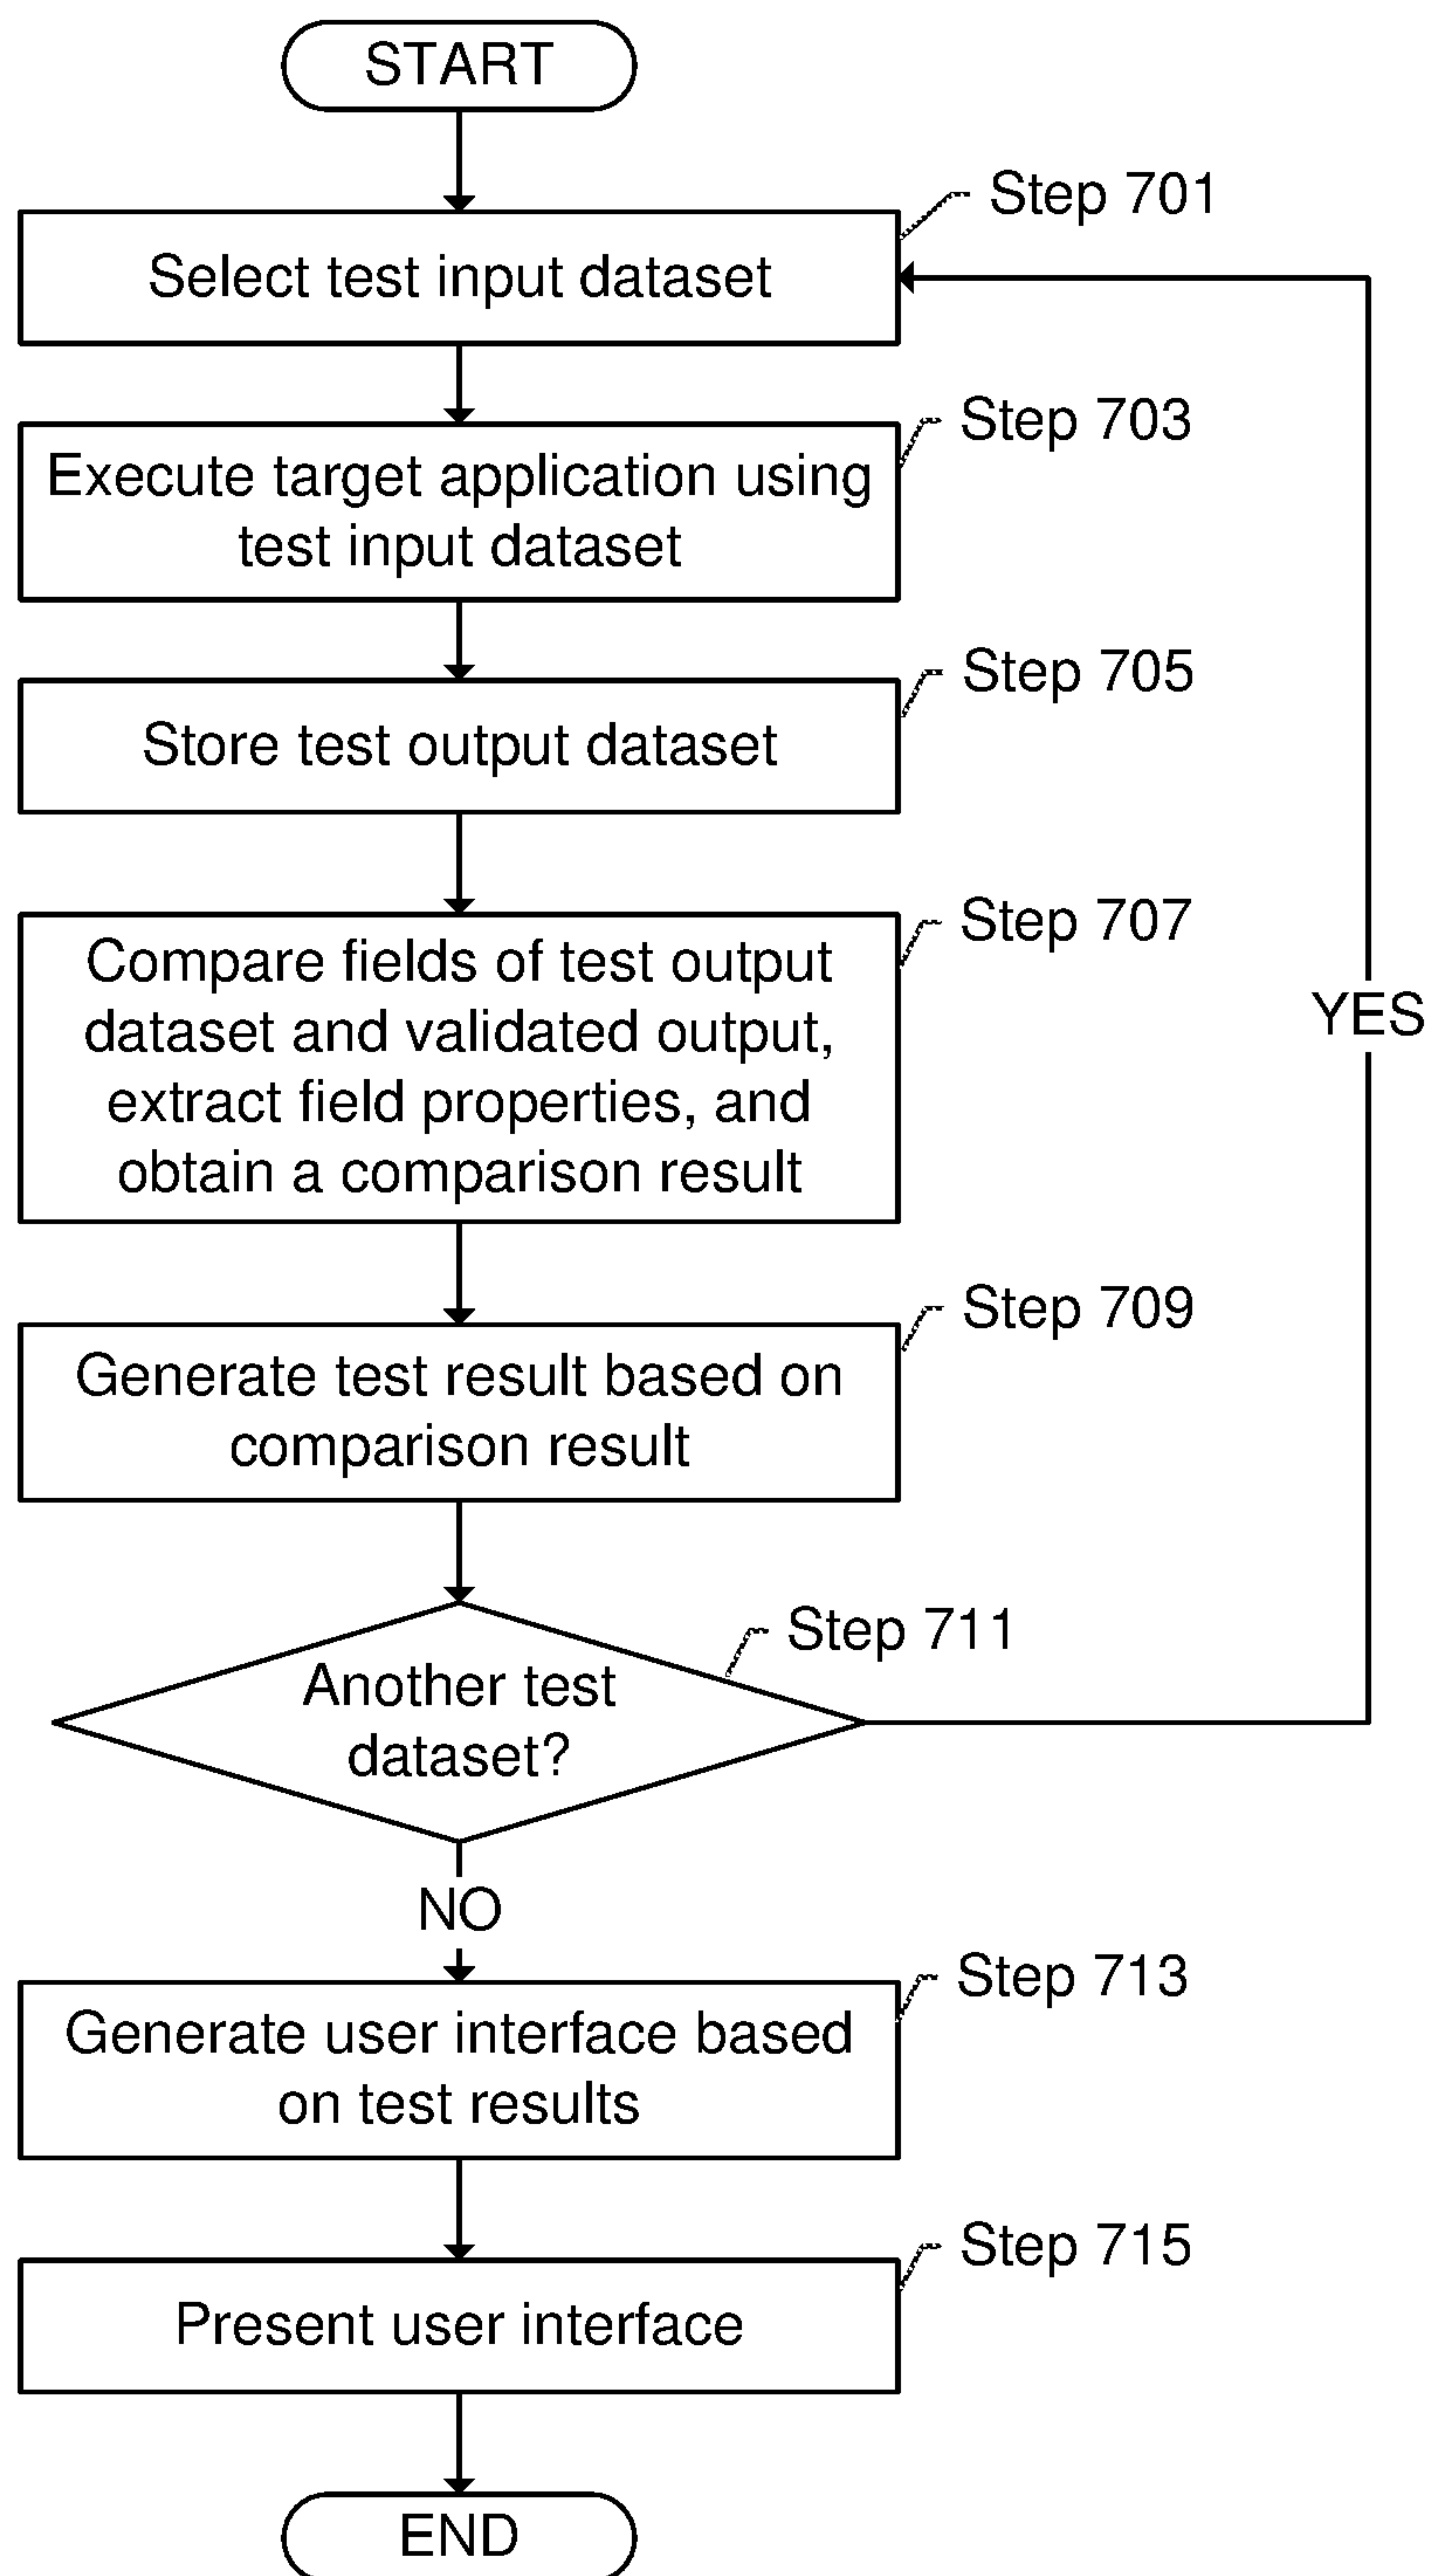 START
Step 701
Select test input dataset
Step 703
Execute target application using
test input dataset
Step 705
Store test output dataset
Step 707
Compare fields of test output
dataset and validated output,
extract field properties, and
obtain a comparison result
YES
Step 709
Generate test result based on
comparison result
Step 711
Another test
dataset?
NO
Step 713
Generate user interface based
on test results
Step 715
Present user interface
END